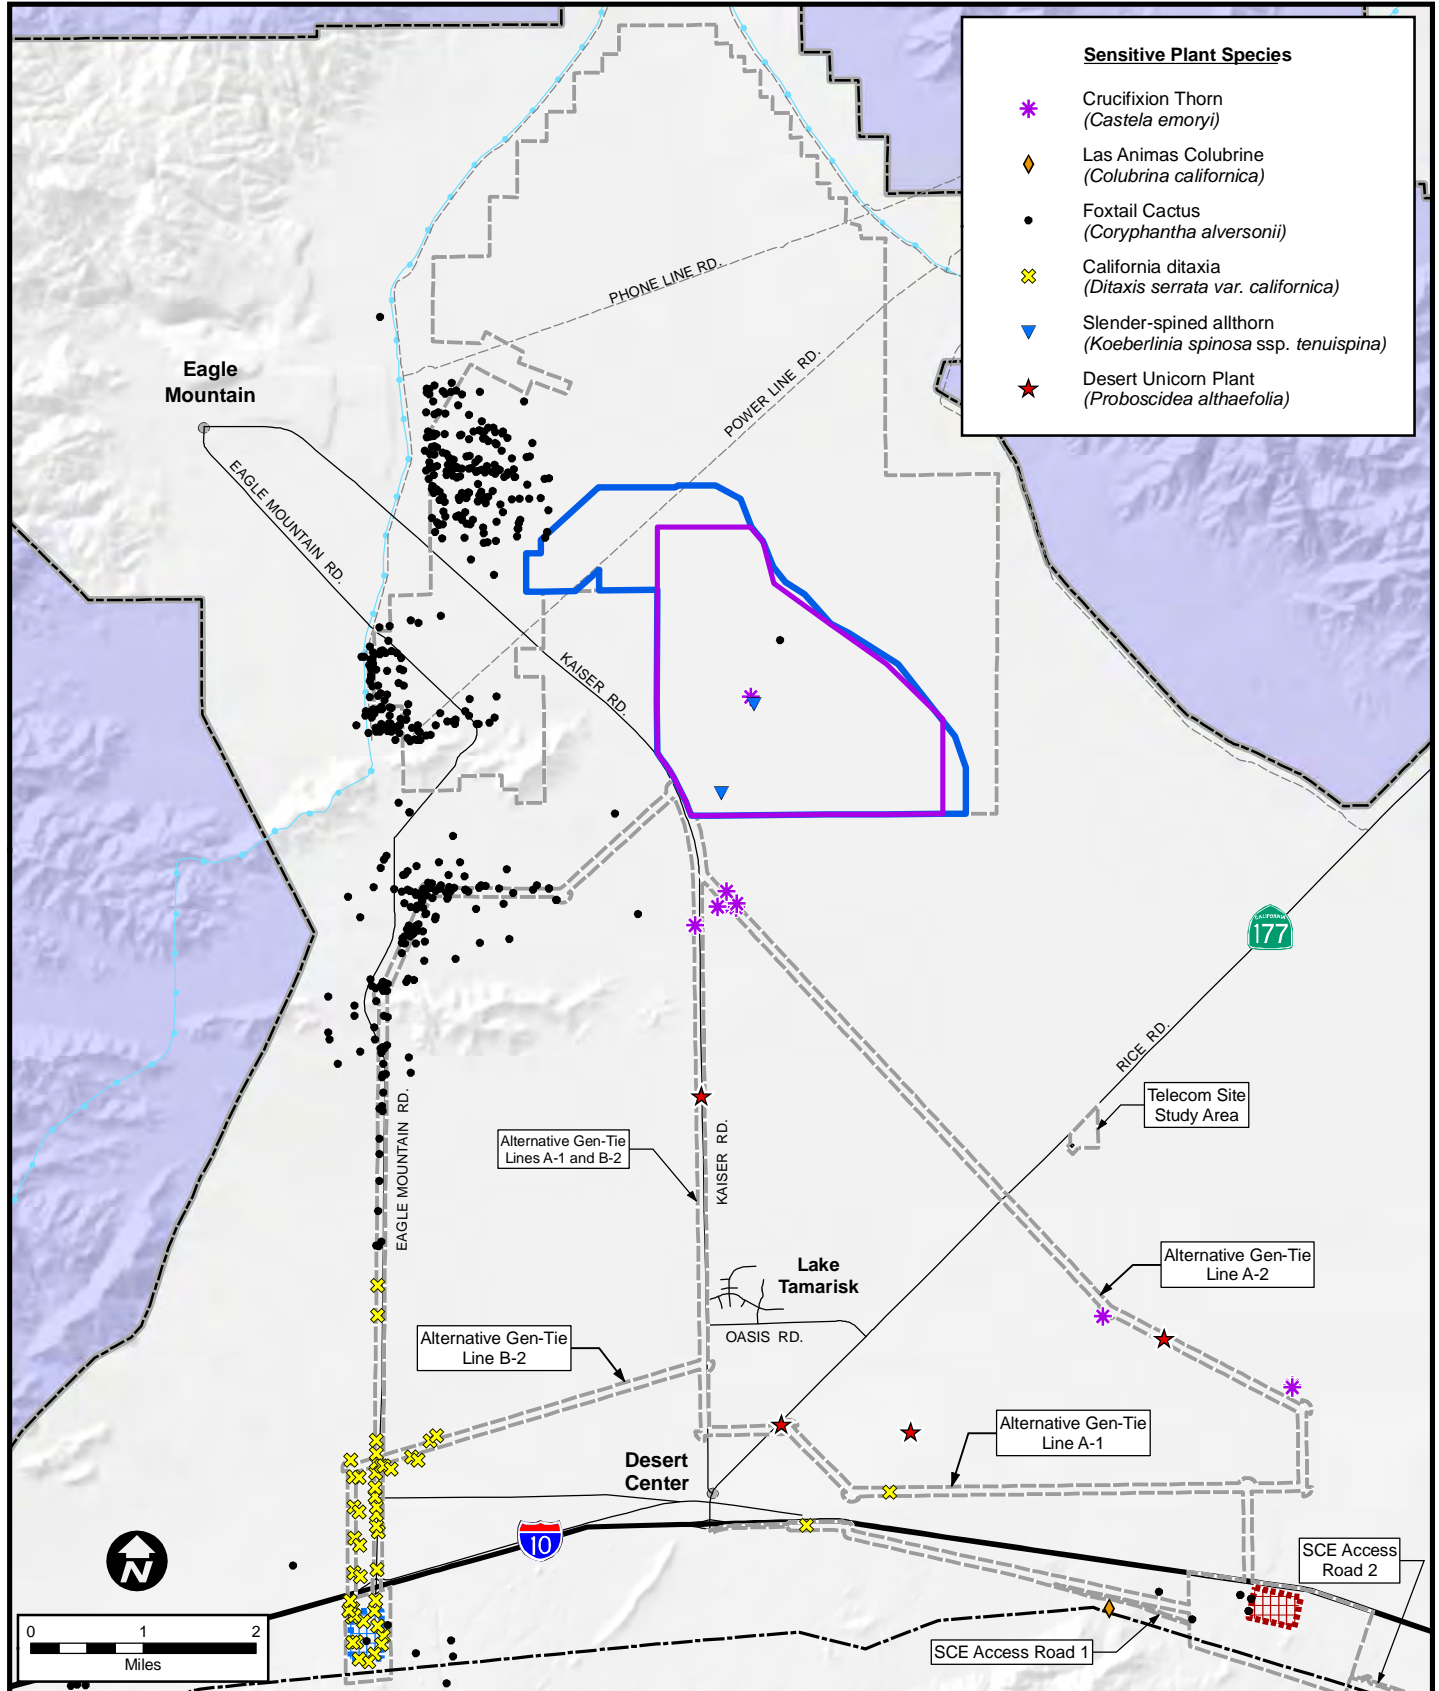 Sensitive Plant Species
Crucifixion Thorn
(Castela emoryi)
Las Animas Colubrine
(Colubrina californica)
Foxtail Cactus
(Coryphantha alversonii)
California ditaxia
(Ditaxis serrata var. californica)
Slender-spined allthorn
(Koeberlinia spinosa ssp. tenuispina)
Desert Unicorn Plant
(Proboscidea althaefolia)
PHONE LINE RD.
POWER LINE RD.
Eagle
Mountain
EAGLE MOUNTAIN RD.
KAISER RD.
CALIFORNIA
177
RICE RD.
Telecom Site
Study Area
Alternative Gen-Tie
Lines A-1 and B-2
KAISER RD.
EAGLE MOUNTAIN RD.
Lake
Tamarisk
OASIS RD.
Alternative Gen-Tie
Line A-2
Alternative Gen-Tie
Line B-2
Alternative Gen-Tie
Line A-1
Desert
Center
10
N
SCE Access
Road 2
SCE Access Road 1
0 1 2
Miles